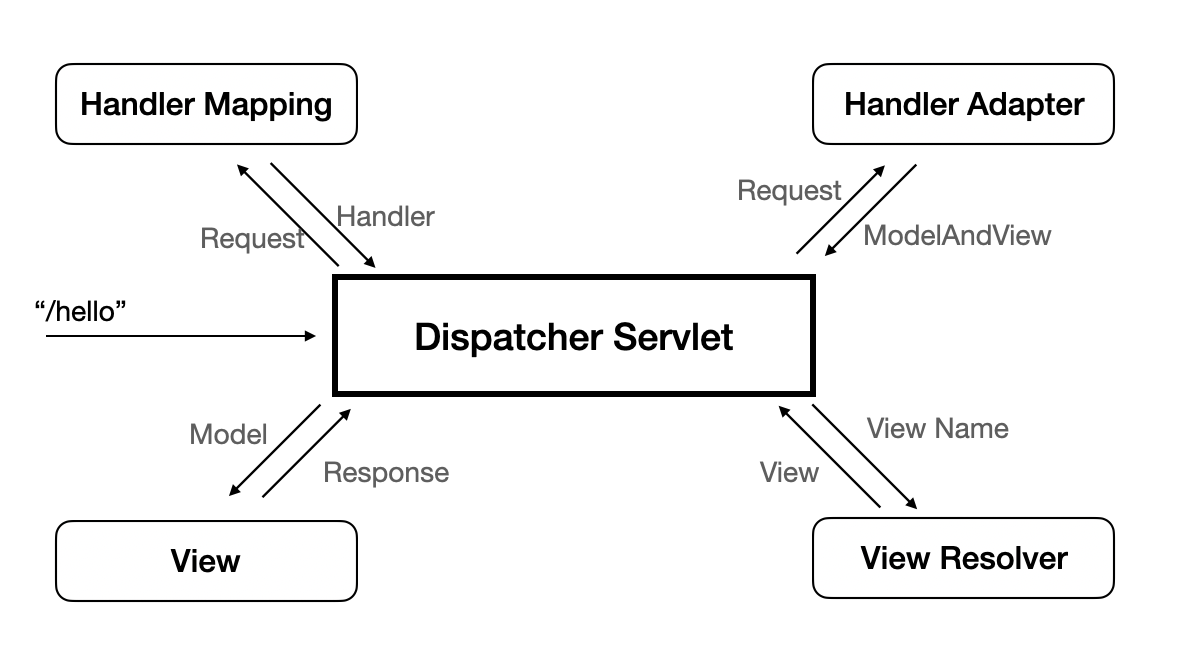 Handler Mapping
Handler Adapter
Request
Handler
Request
ModelAndView
“/hello”
Dispatcher Servlet
Model
Response
View Name
View
View
View Resolver